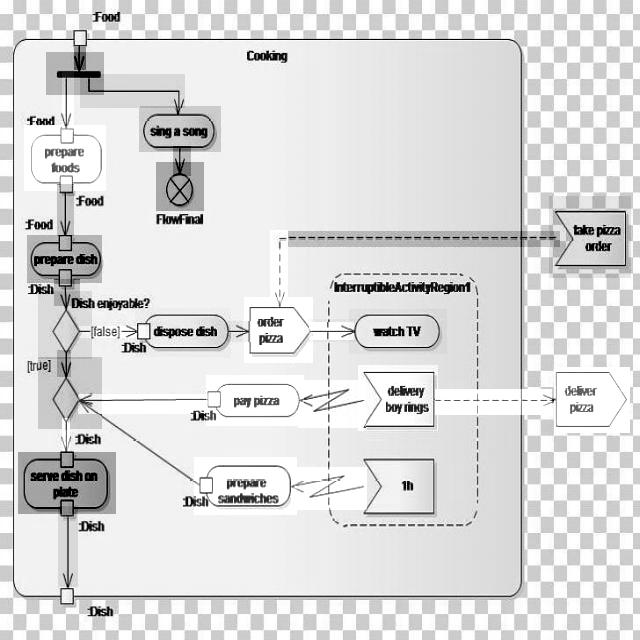 :Food
Cooking
:Food
sing a song
prepare
foods
:Food
FlowFinal
:Food
take pizza
order
prepare dish
:Dish
InterruptibleActivityRegion1
Dish enjoyable?
[false]
dispose dish
order
pizza
watch TV
:Dish
[true]
pay pizza
delivery
boy rings
deliver
pizza
:Dish
:Dish
serve dish on
plate
prepare
sandwiches
1h
:Dish
:Dish
:Dish